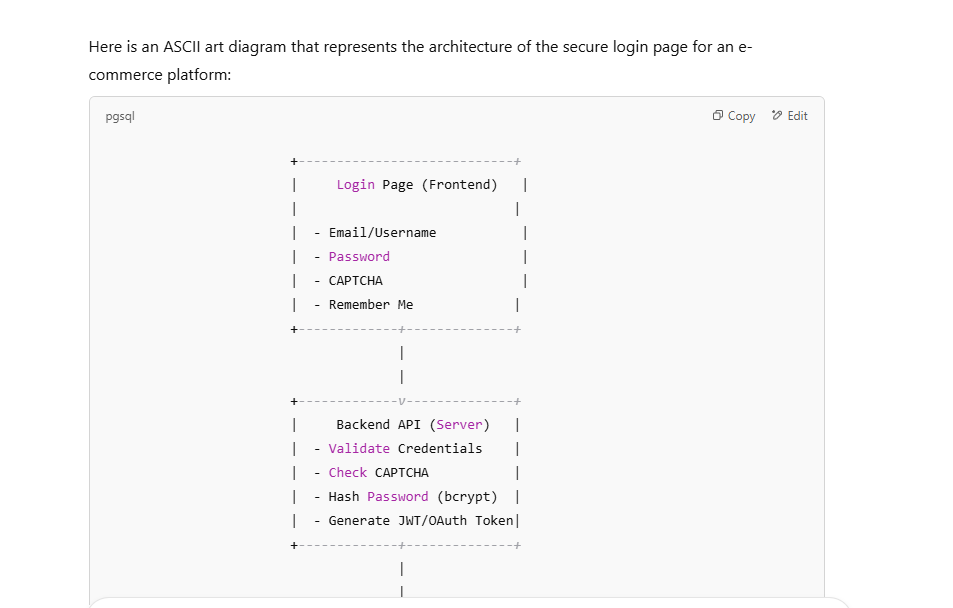 Here is an ASCII art diagram that represents the architecture of the secure login page for an e-
commerce platform:
pgsql Copy Edit
+----------------------------+
|     Login Page (Frontend)   |
|                            |
|  - Email/Username           |
|  - Password                 |
|  - CAPTCHA                  |
|  - Remember Me             |
+-------------+--------------+
              |
              |
+-------------v--------------+
|     Backend API (Server)   |
|  - Validate Credentials    |
|  - Check CAPTCHA           |
|  - Hash Password (bcrypt)  |
|  - Generate JWT/OAuth Token|
+-------------+--------------+
              |
              |